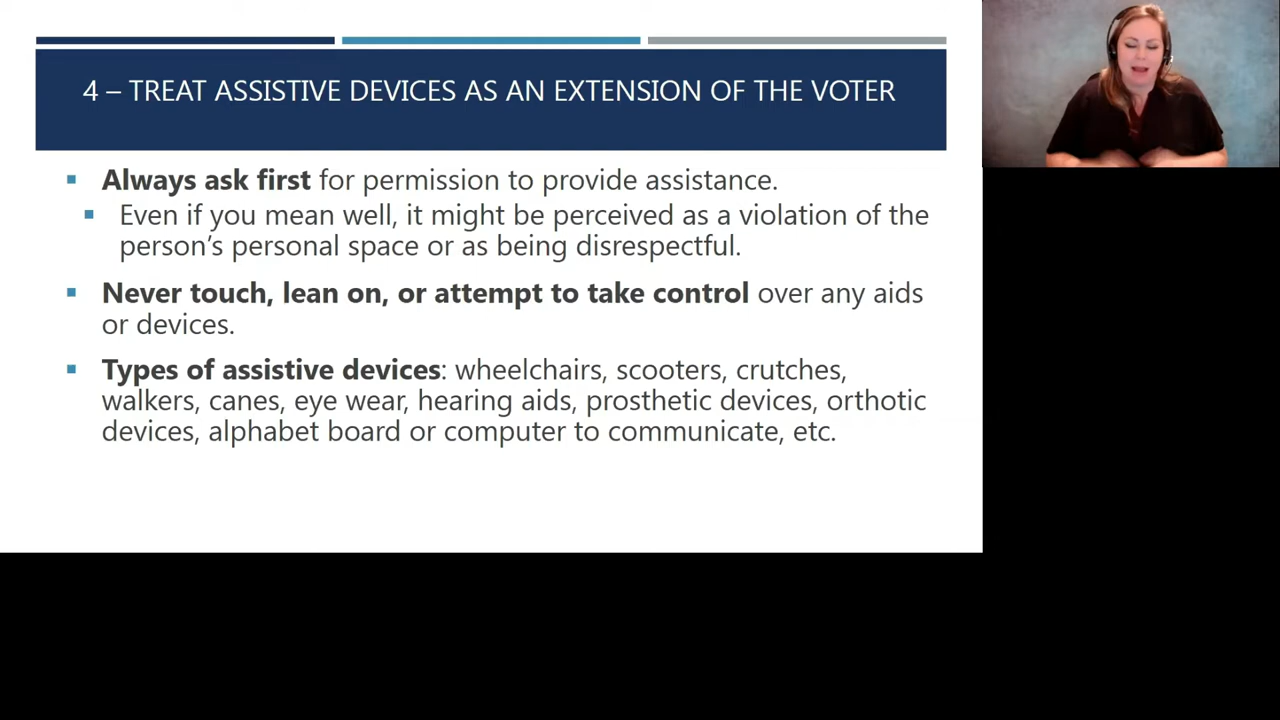 4 – TREAT ASSISTIVE DEVICES AS AN EXTENSION OF THE VOTER
Always ask first for permission to provide assistance.
Even if you mean well, it might be perceived as a violation of the
person’s personal space or as being disrespectful.
Never touch, lean on, or attempt to take control over any aids
or devices.
Types of assistive devices: wheelchairs, scooters, crutches,
walkers, canes, eye wear, hearing aids, prosthetic devices, orthotic
devices, alphabet board or computer to communicate, etc.